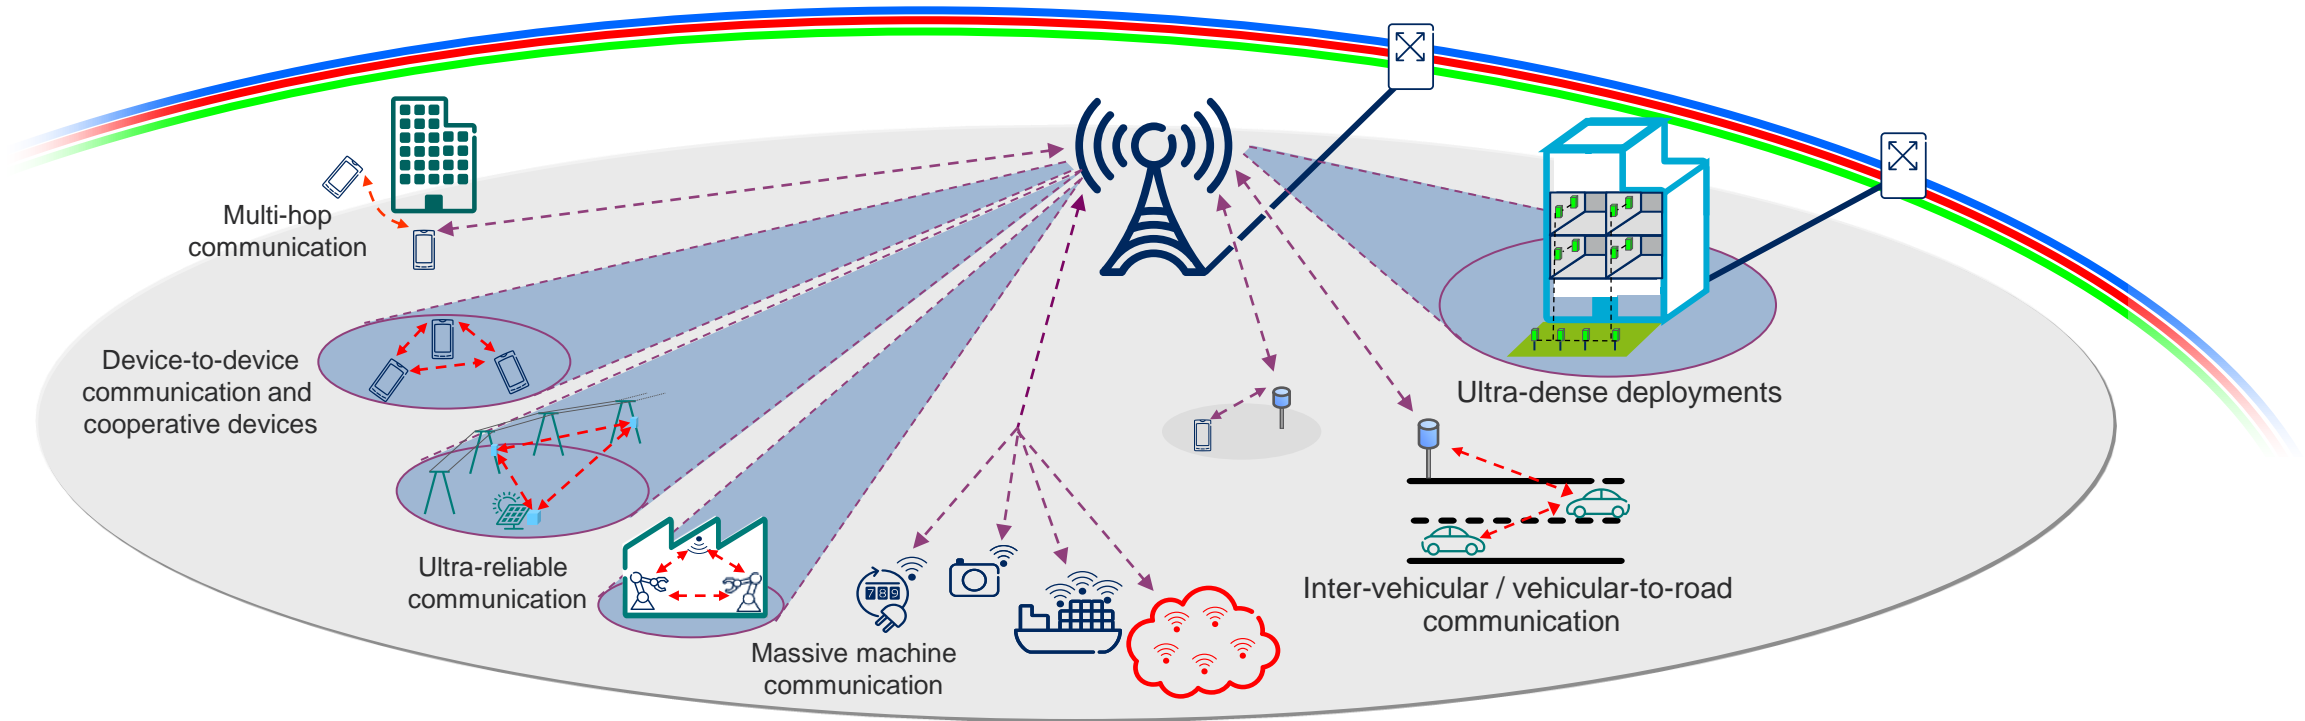 Multi-hop
communication
Device-to-device
communication and
cooperative devices
Ultra-reliable
communication
789
Massive machine
communication
Ultra-dense deployments
Inter-vehicular / vehicular-to-road
communication